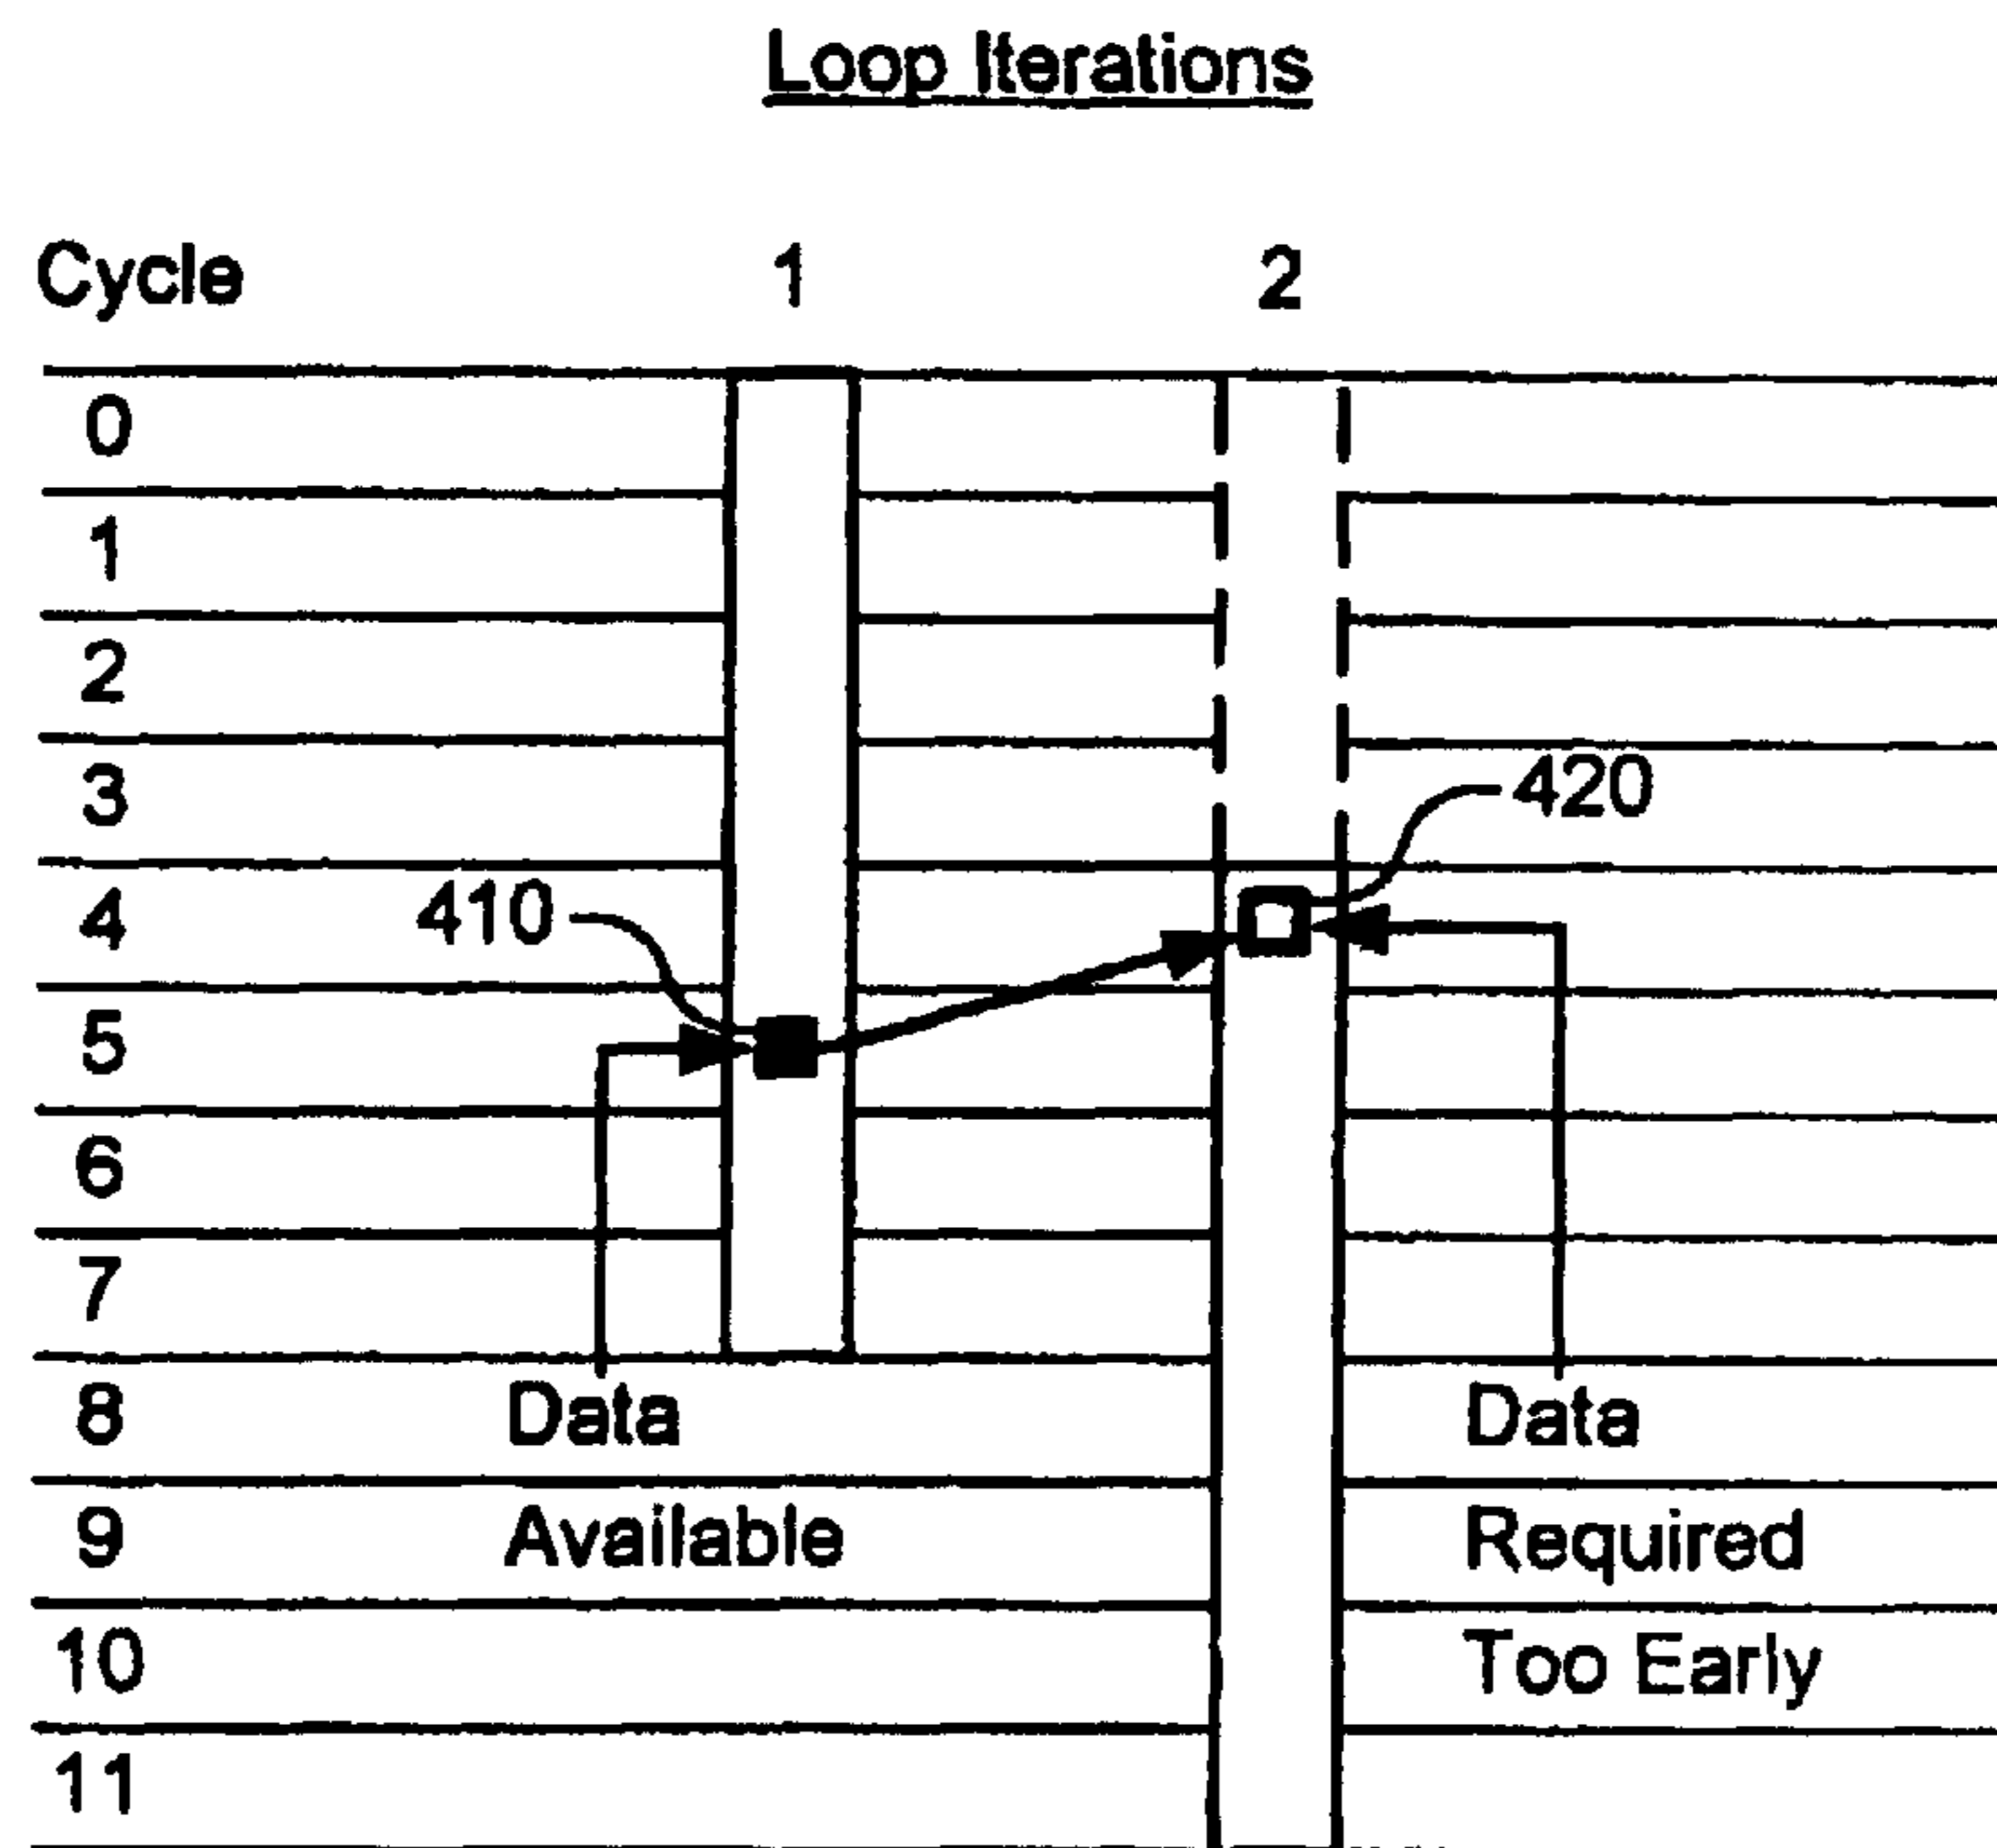 Loop Iterations
Cycle 1 2
0
1
2
3 420
4 410
5
6
7
8 Data Data
9 Available Required
10 Too Early
11